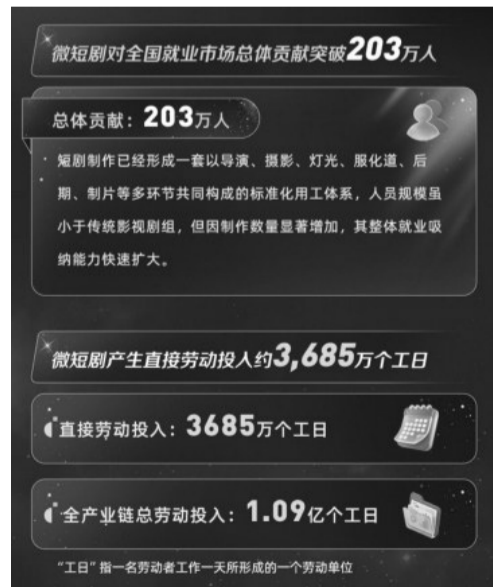 微短剧对全国就业市场总体贡献突破203万人
总体贡献：203万人
短剧制作已经形成一套以导演、摄影、灯光、服化道、后
期、制片等多环节共同构成的标准化用工体系，人员规模虽
小于传统影视剧组，但因制作数量显著增加，其整体就业吸
纳能力快速扩大。
微短剧产生直接劳动投入约3,685万个工日
直接劳动投入：3685万个工日
全产业链总劳动投入：1.09亿个工日
“工日”指一名劳动者工作一天所形成的一个劳动单位